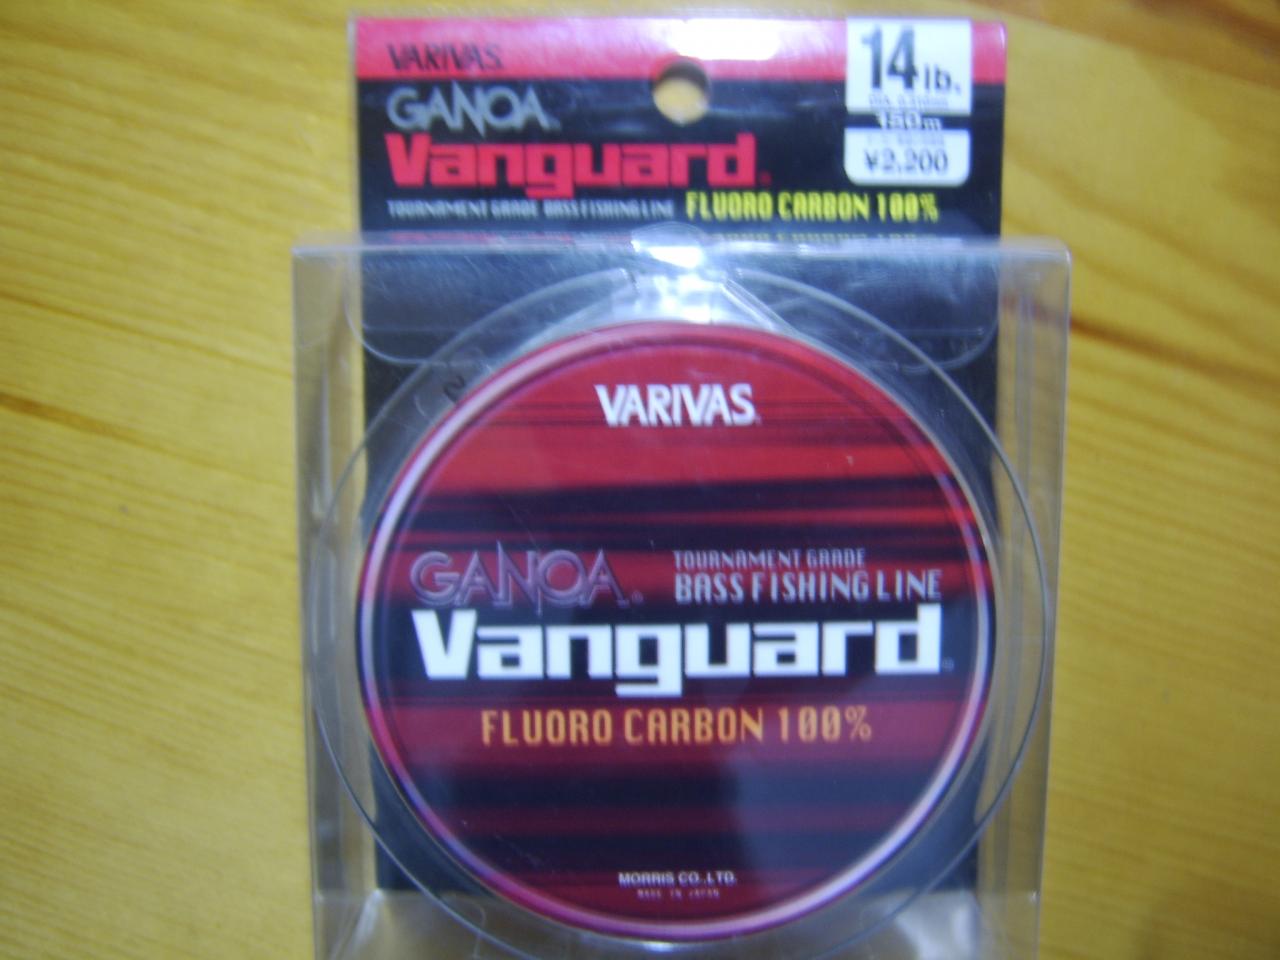 VARIVAS
GANOA
Vanguard
TOURNAMENT GRADE BASS FISHING LINE FLUORO CARBON 100%
14lb.
150m
¥2,200
VARIVAS
GANOA
TOURNAMENT GRADE
BASS FISHING LINE
Vanguard
FLUORO CARBON 100%
MORRIS CO.,LTD.
MADE IN JAPAN